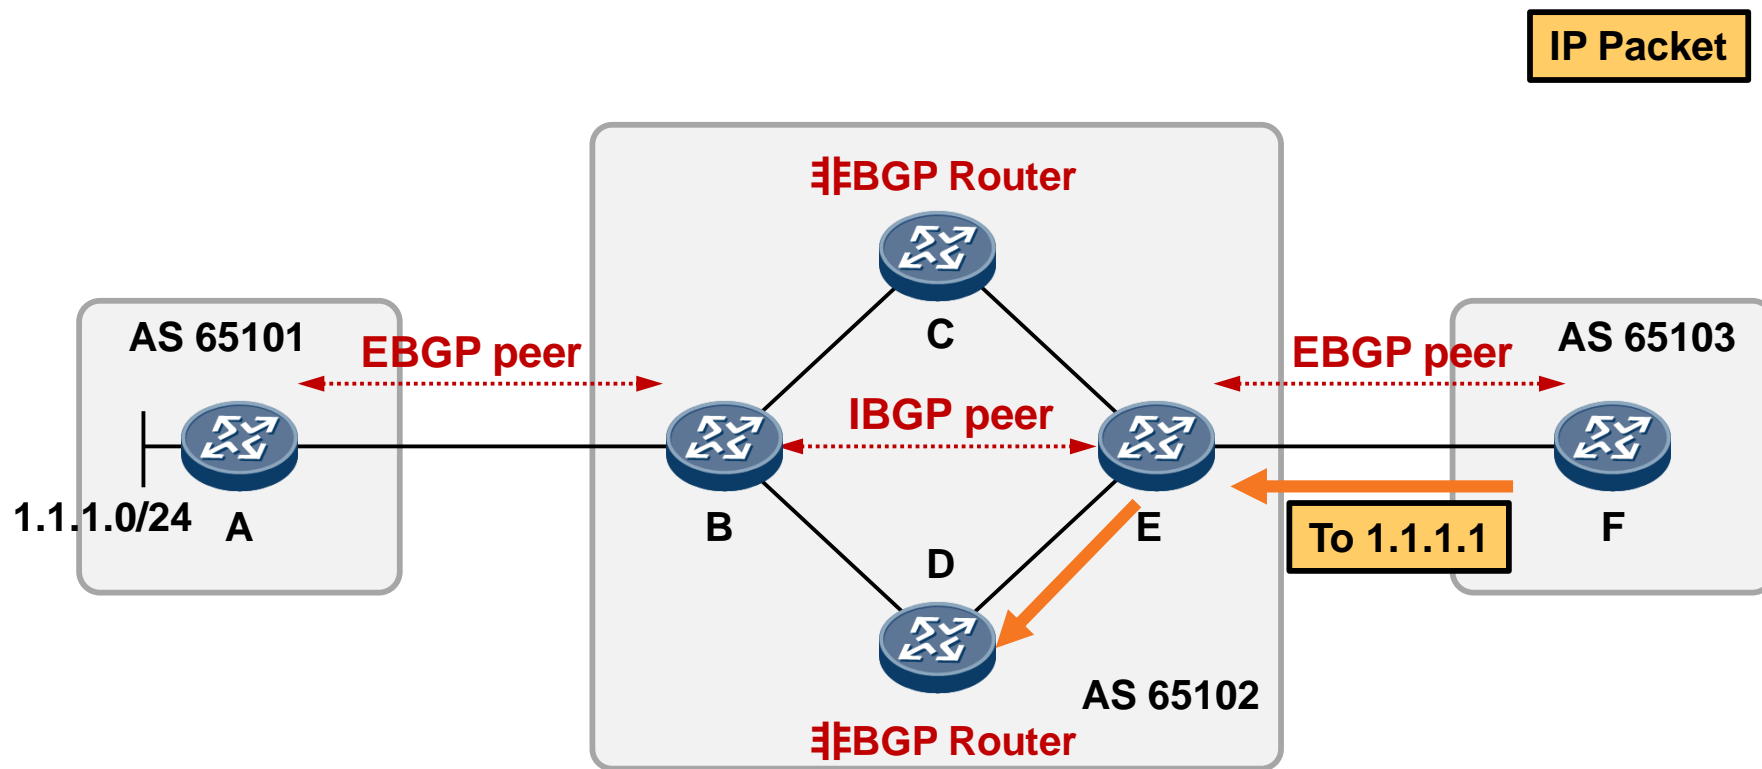 IP Packet
非BGP Router
C
AS 65101
EBGP peer
EBGP peer
AS 65103
IBGP peer
1.1.1.0/24
A
B
E
To 1.1.1.1
F
D
AS 65102
非BGP Router